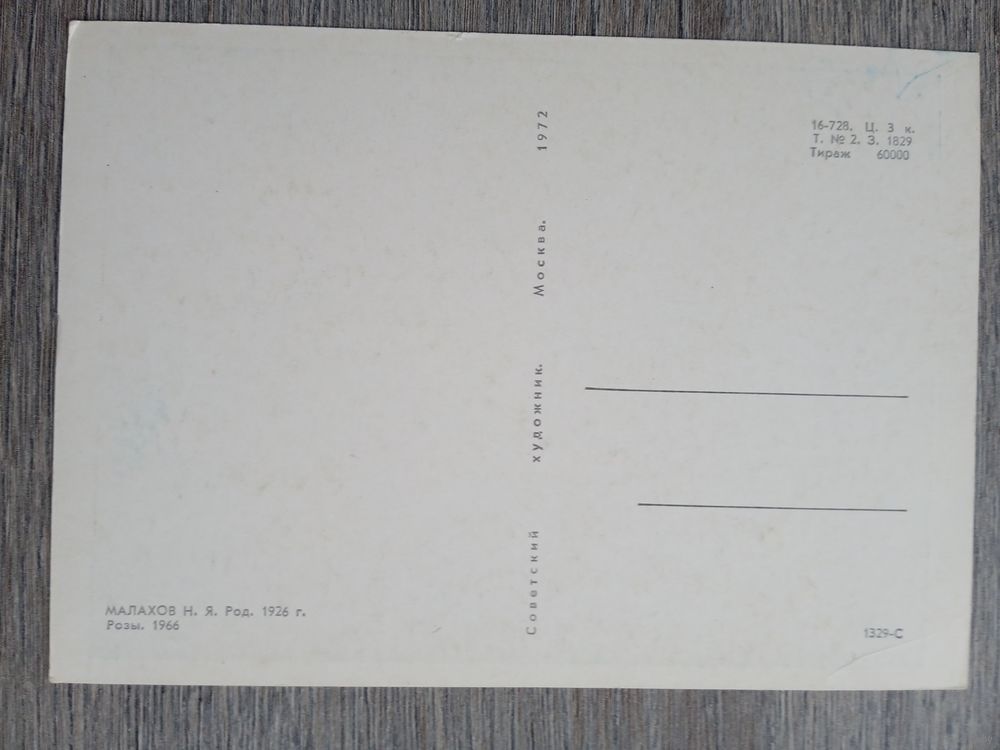 16-728. Ц. 3 к.
Т. № 2. З. 1829
Тираж 60000
Советский художник. Москва. 1972
МАЛАХОВ Н. Я. Род. 1926 г.
Розы. 1966
1329-С